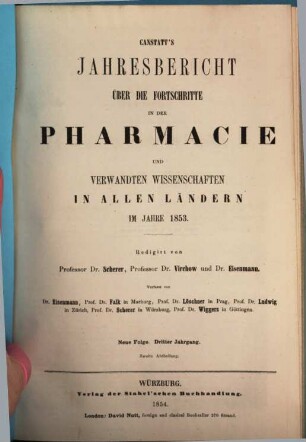 CANSTATT'S
JAHRESBERICHT
ÜBER DIE FORTSCHRITTE
IN DER
PHARMACIE
UND
VERWANDTEN WISSENSCHAFTEN
IN ALLEN LÄNDERN
IM JAHRE 1853.
Redigirt von
Professor Dr. Scherer, Professor Dr. Virchow und Dr. Eisenmann.
Verfasst von
Dr. Eisenmann, Prof. Dr. Falk in Marburg, Prof. Dr. Löschner in Prag, Prof. Dr. Ludwig
in Zürich, Prof. Dr. Scherer in Würzburg, Prof. Dr. Wiggers in Göttingen.
Neue Folge. Dritter Jahrgang.
Zweite Abtheilung.
WÜRZBURG.
Verlag der Stahel'schen Buchhandlung.
1854.
London: David Nutt, foreign and classical Bookseller 270 Strand.